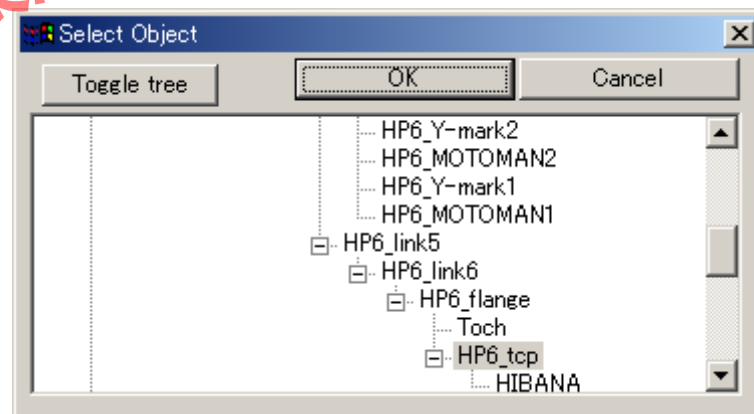 Select Object
Toggle tree OK Cancel
HP6_Y-mark2
HP6_MOTOMAN2
HP6_Y-mark1
HP6_MOTOMAN1
HP6_link5
HP6_link6
HP6_flange
Toch
HP6_tcp
HIBANA